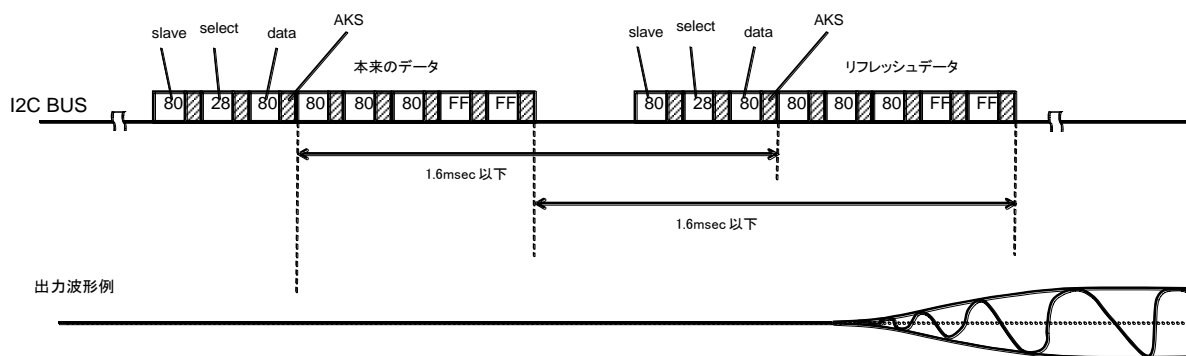 slave select data AKS
slave select data AKS
本来のデータ
リフレッシュデータ
I2C BUS
80 28 80 80 80 80 FF FF
80 28 80 80 80 80 FF FF
1.6msec 以下
1.6msec 以下
出力波形例